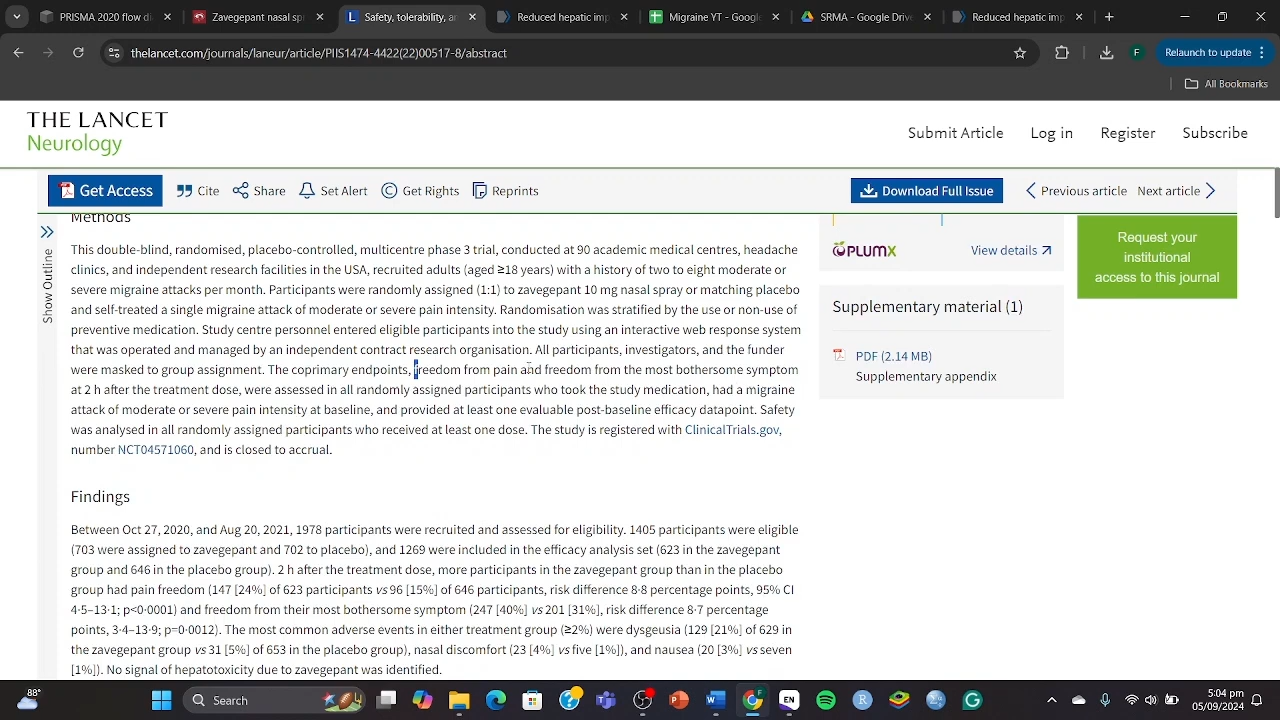 PRISMA 2020 flow di
Zavegepant nasal sp
Safety, tolerability, ar
Reduced hepatic imp
Migraine YT - Google
SRMA - Google Drive
Reduced hepatic imp
thelancet.com/journals/laneur/article/PIIS1474-4422(22)00517-8/abstract
F
Relaunch to update
All Bookmarks
THE LANCET
Neurology
Submit Article
Log in
Register
Subscribe
Get Access
Cite
Share
Set Alert
Get Rights
Reprints
Download Full Issue
Previous article
Next article
Show Outline
Methods
This double-blind, randomised, placebo-controlled, multicentre phase 3 trial, conducted at 90 academic medical centres, headache
clinics, and independent research facilities in the USA, recruited adults (aged ≥18 years) with a history of two to eight moderate or
severe migraine attacks per month. Participants were randomly assigned (1:1) to zavegepant 10 mg nasal spray or matching placebo
and self-treated a single migraine attack of moderate or severe pain intensity. Randomisation was stratified by the use or non-use of
preventive medication. Study centre personnel entered eligible participants into the study using an interactive web response system
that was operated and managed by an independent contract research organisation. All participants, investigators, and the funder
were masked to group assignment. The coprimary endpoints, freedom from pain and freedom from the most bothersome symptom
at 2 h after the treatment dose, were assessed in all randomly assigned participants who took the study medication, had a migraine
attack of moderate or severe pain intensity at baseline, and provided at least one evaluable post-baseline efficacy datapoint. Safety
was analysed in all randomly assigned participants who received at least one dose. The study is registered with ClinicalTrials.gov,
number NCT04571060, and is closed to accrual.
Findings
Between Oct 27, 2020, and Aug 20, 2021, 1978 participants were recruited and assessed for eligibility. 1405 participants were eligible
(703 were assigned to zavegepant and 702 to placebo), and 1269 were included in the efficacy analysis set (623 in the zavegepant
group and 646 in the placebo group). 2 h after the treatment dose, more participants in the zavegepant group than in the placebo
group had pain freedom (147 [24%] of 623 participants vs 96 [15%] of 646 participants, risk difference 8·8 percentage points, 95% CI
4·5–13·1; p<0·0001) and freedom from their most bothersome symptom (247 [40%] vs 201 [31%], risk difference 8·7 percentage
points, 3·4–13·9; p=0·0012). The most common adverse events in either treatment group (≥2%) were dysgeusia (129 [21%] of 629 in
the zavegepant group vs 31 [5%] of 653 in the placebo group), nasal discomfort (23 [4%] vs five [1%]), and nausea (20 [3%] vs seven
[1%]). No signal of hepatotoxicity due to zavegepant was identified.
PLUMX
View details
Supplementary material (1)
PDF (2.14 MB)
Supplementary appendix
Request your
institutional
access to this journal
88°
Search
EN
5:04 pm
05/09/2024